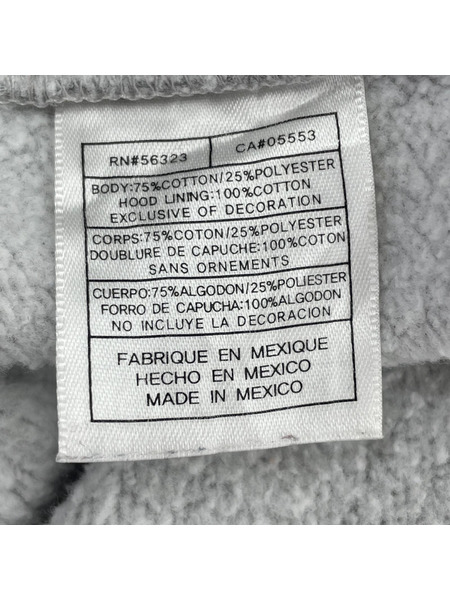 RN#56323 CA#05553
BODY:75%COTTON/25%POLYESTER
HOOD LINING:100%COTTON
EXCLUSIVE OF DECORATION
CORPS:75%COTON/25%POLYESTER
DOUBLURE DE CAPUCHE:100%COTON
SANS ORNEMENTS
CUERPO:75%ALGODON/25%POLIESTER
FORRO DE CAPUCHA:100%ALGODON
NO INCLUYE LA DECORACION
FABRIQUE EN MEXIQUE
HECHO EN MEXICO
MADE IN MEXICO